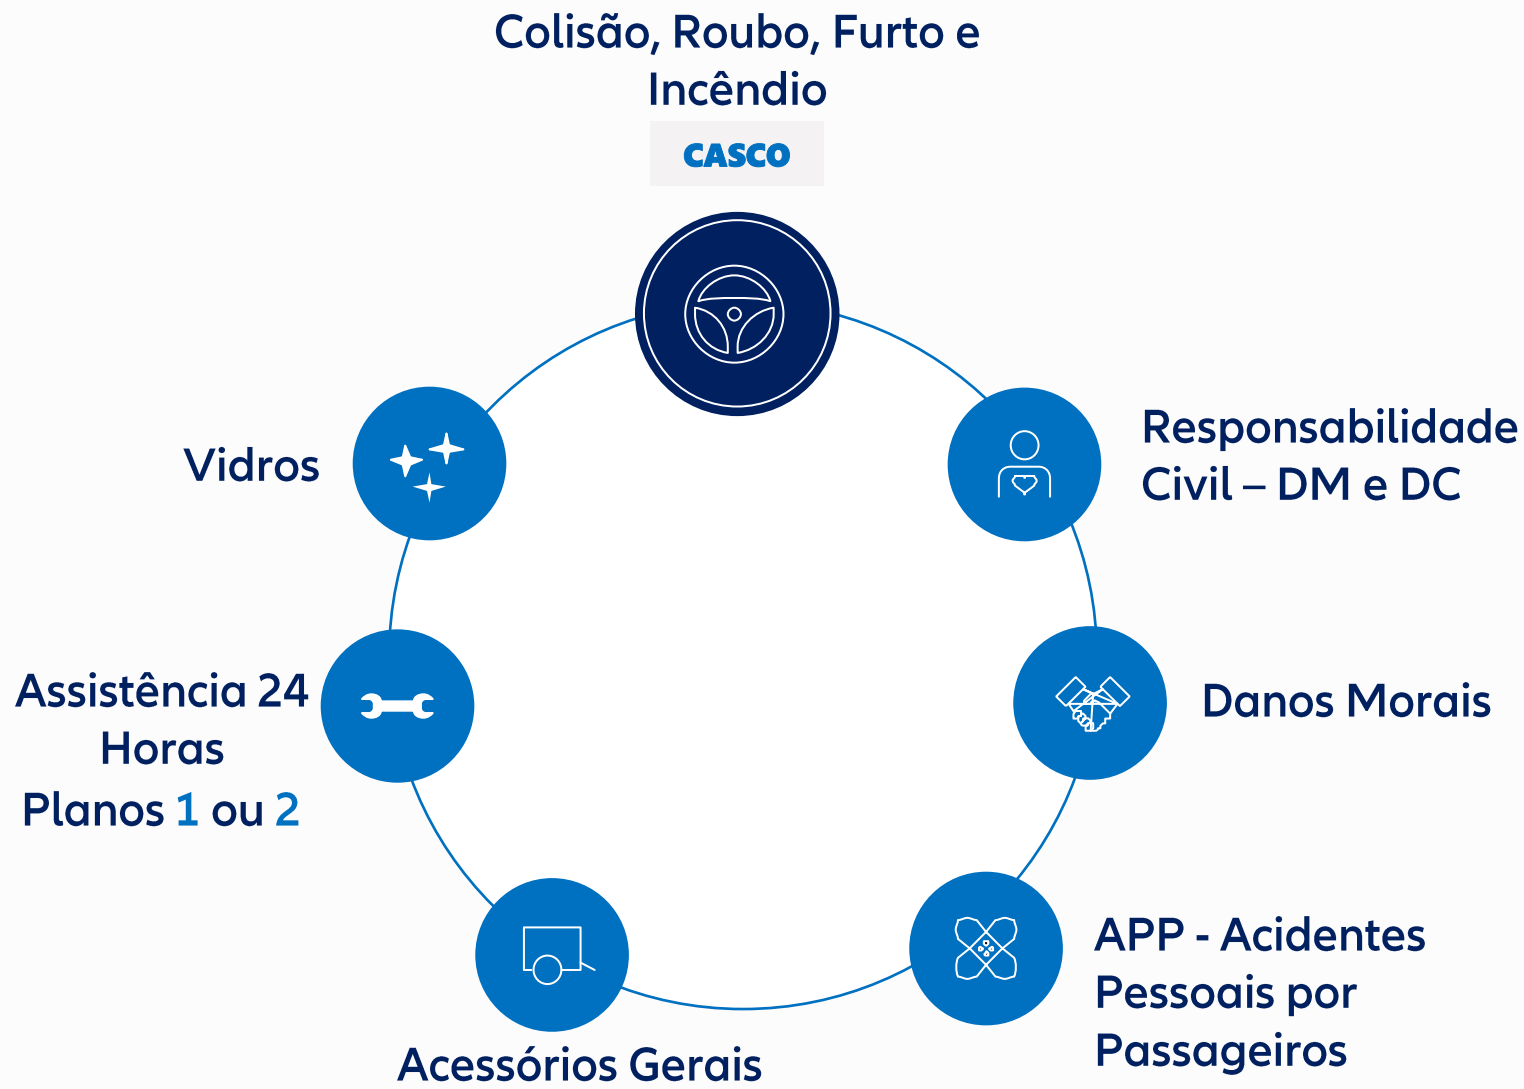 Colisão, Roubo, Furto e
Incêndio
CASCO
Responsabilidade
Civil – DM e DC
Danos Morais
APP - Acidentes
Pessoais por
Passageiros
Acessórios Gerais
Assistência 24
Horas
Planos 1 ou 2
Vidros